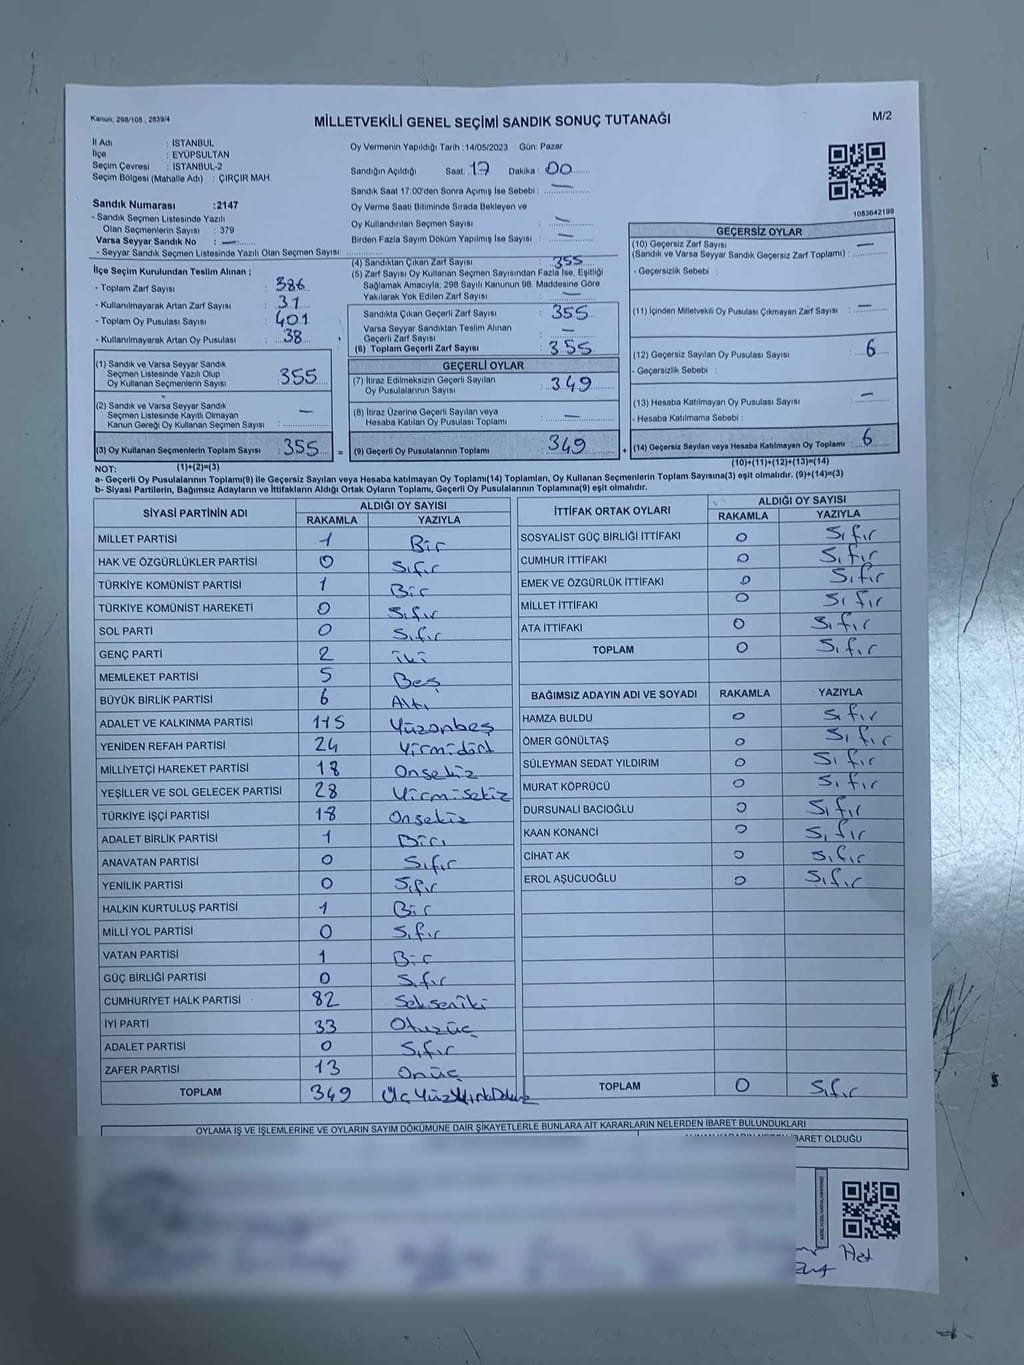 Kanun: 298/105 , 2839/4
MİLLETVEKİLİ GENEL SEÇİMİ SANDIK SONUÇ TUTANAĞI
M/2
İl Adı : İSTANBUL
İlçe : EYÜPSULTAN
Seçim Çevresi : İSTANBUL-2
Seçim Bölgesi (Mahalle Adı) : ÇIRÇIR MAH.
Sandık Numarası :2147
- Sandık Seçmen Listesinde Yazılı
Olan Seçmenlerin Sayısı : 379
Varsa Seyyar Sandık No : —
- Seyyar Sandık Seçmen Listesinde Yazılı Olan Seçmen Sayısı:
Oy Vermenin Yapıldığı Tarih :14/05/2023 Gün: Pazar
Sandığın Açıldığı Saat: 17 Dakika : 00
Sandık Saat 17:00'den Sonra Açımış İse Sebebi : —
Oy Verme Saati Bitiminde Sırada Bekleyen ve
Oy Kullandırılan Seçmen Sayısı : —
Birden Fazla Sayım Döküm Yapılmış İse Sayısı : —
1083642199
İlçe Seçim Kurulundan Teslim Alınan ;
- Toplam Zarf Sayısı : 386
- Kullanılmayarak Artan Zarf Sayısı : 31
- Toplam Oy Pusulası Sayısı : 401
- Kullanılmayarak Artan Oy Pusulası : 38
(1) Sandık ve Varsa Seyyar Sandık
Seçmen Listesinde Yazılı Olup
Oy Kullanan Seçmenlerin Sayısı : 355
(2) Sandık ve Varsa Seyyar Sandık
Seçmen Listesinde Kayıtlı Olmayan
Kanun Gereği Oy Kullanan Seçmen Sayısı : —
(3) Oy Kullanan Seçmenlerin Toplam Sayısı : 355 =
(1)+(2)=(3)
(4) Sandıktan Çıkan Zarf Sayısı : 355
(5) Zarf Sayısı Oy Kullanan Seçmen Sayısından Fazla İse, Eşitliği
Sağlamak Amacıyla, 298 Sayılı Kanunun 98. Maddesine Göre
Yakılarak Yok Edilen Zarf Sayısı : —
Sandıkta Çıkan Geçerli Zarf Sayısı : 355
Varsa Seyyar Sandıktan Teslim Alınan
Geçerli Zarf Sayısı : —
(6) Toplam Geçerli Zarf Sayısı : 355
GEÇERLİ OYLAR
(7) İtiraz Edilmeksizin Geçerli Sayılan
Oy Pusulalarının Sayısı : 349
(8) İtiraz Üzerine Geçerli Sayılan veya
Hesaba Katılan Oy Pusulası Toplamı : —
(9) Geçerli Oy Pusulalarının Toplamı : 349 +
GEÇERSİZ OYLAR
(10) Geçersiz Zarf Sayısı
(Sandık ve Varsa Seyyar Sandık Geçersiz Zarf Toplamı) : —
- Geçersizlik Sebebi :
(11) İçinden Milletvekili Oy Pusulası Çıkmayan Zarf Sayısı : —
(12) Geçersiz Sayılan Oy Pusulası Sayısı : 6
- Geçersizlik Sebebi :
(13) Hesaba Katılmayan Oy Pusulası Sayısı : —
- Hesaba Katılmama Sebebi :
(14) Geçersiz Sayılan veya Hesaba Katılmayan Oy Toplamı : 6
(10)+(11)+(12)+(13)=(14)
NOT:
a- Geçerli Oy Pusulalarının Toplamı(9) ile Geçersiz Sayılan veya Hesaba katılmayan Oy Toplamı(14) Toplamları, Oy Kullanan Seçmenlerin Toplam Sayısına(3) eşit olmalıdır. (9)+(14)=(3)
b- Siyasi Partilerin, Bağımsız Adayların ve İttifakların Aldığı Ortak Oyların Toplamı, Geçerli Oy Pusulalarının Toplamına(9) eşit olmalıdır.
SİYASİ PARTİNİN ADI ALDIĞI OY SAYISI
RAKAMLA YAZIYLA
MİLLET PARTİSİ 1 Bir
HAK VE ÖZGÜRLÜKLER PARTİSİ 0 Sıfır
TÜRKİYE KOMÜNİST PARTİSİ 1 Bir
TÜRKİYE KOMÜNİST HAREKETİ 0 Sıfır
SOL PARTİ 0 Sıfır
GENÇ PARTİ 2 iki
MEMLEKET PARTİSİ 5 Beş
BÜYÜK BİRLİK PARTİSİ 6 Altı
ADALET VE KALKINMA PARTİSİ 115 Yüzonbeş
YENİDEN REFAH PARTİSİ 24 Yirmidört
MİLLİYETÇİ HAREKET PARTİSİ 18 Onsekiz
YEŞİLLER VE SOL GELECEK PARTİSİ 28 Yirmisekiz
TÜRKİYE İŞÇİ PARTİSİ 18 Onsekiz
ADALET BİRLİK PARTİSİ 1 Bir
ANAVATAN PARTİSİ 0 Sıfır
YENİLİK PARTİSİ 0 Sıfır
HALKIN KURTULUŞ PARTİSİ 1 Bir
MİLLİ YOL PARTİSİ 0 Sıfır
VATAN PARTİSİ 1 Bir
GÜÇ BİRLİĞİ PARTİSİ 0 Sıfır
CUMHURİYET HALK PARTİSİ 82 Sekseniki
İYİ PARTİ 33 Otuzüç
ADALET PARTİSİ 0 Sıfır
ZAFER PARTİSİ 13 Onüç
TOPLAM 349
İTTİFAK ORTAK OYLARI ALDIĞI OY SAYISI
RAKAMLA YAZIYLA
SOSYALİST GÜÇ BİRLİĞİ İTTİFAKI 0 Sıfır
CUMHUR İTTİFAKI 0 Sıfır
EMEK VE ÖZGÜRLÜK İTTİFAKI 0 Sıfır
MİLLET İTTİFAKI 0 Sıfır
ATA İTTİFAKI 0 Sıfır
TOPLAM 0 Sıfır
BAĞIMSIZ ADAYIN ADI VE SOYADI RAKAMLA YAZIYLA
HAMZA BULDU 0 Sıfır
ÖMER GÖNÜLTAŞ 0 Sıfır
SÜLEYMAN SEDAT YILDIRIM 0 Sıfır
MURAT KÖPRÜCÜ 0 Sıfır
DURSUNALİ BACIOĞLU 0 Sıfır
KAAN KONANCİ 0 Sıfır
CİHAT AK 0 Sıfır
EROL AŞUCUOĞLU 0 Sıfır
TOPLAM 0 Sıfır
OYLAMA İŞ VE İŞLEMLERİNE VE OYLARIN SAYIM DÖKÜMÜNE DAİR ŞİKAYETLERLE BUNLARA AİT KARARLARIN NELERDEN İBARET BULUNDUKLARI
İBARET OLDUĞU